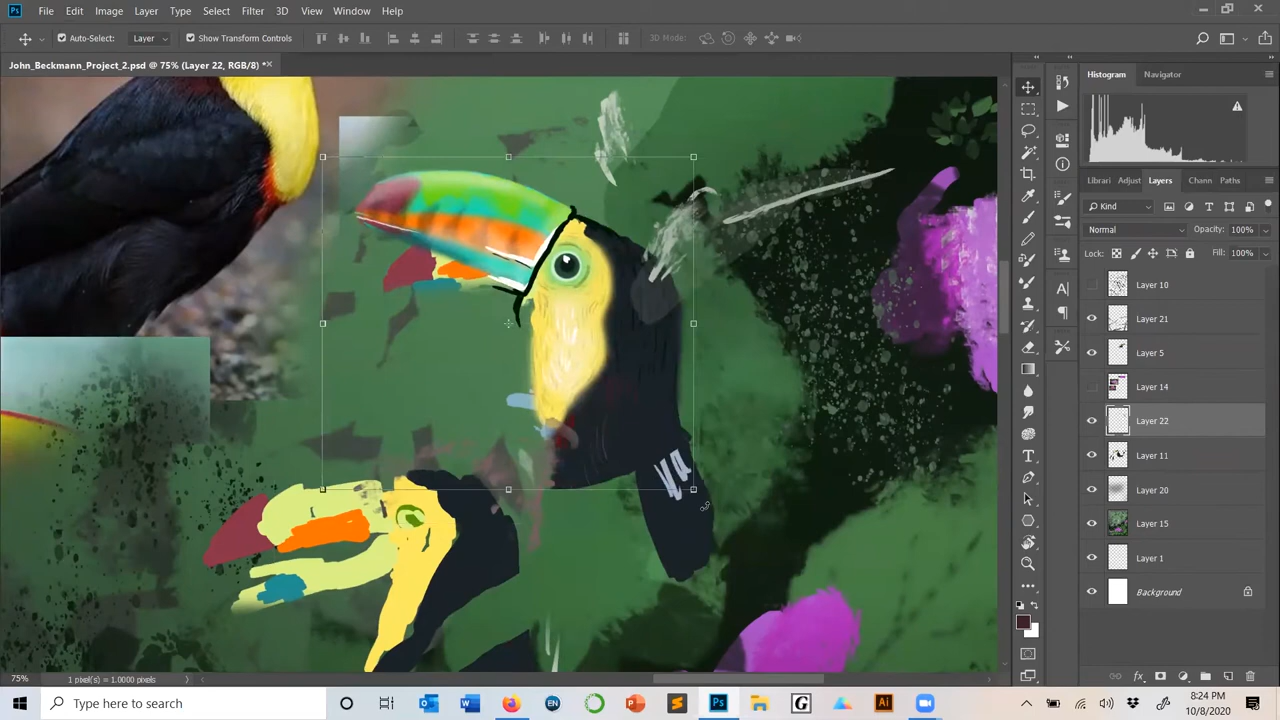 Ps File Edit Image Layer Type Select Filter 3D View Window Help
Auto-Select: Layer Show Transform Controls 3D Mode:
John_Beckmann_Project_2.psd @ 75% (Layer 22, RGB/8) *
Histogram Navigator
Librari Adjust Layers Chann Paths
Kind
Normal Opacity: 100%
Lock: Fill: 100%
Layer 10
Layer 21
Layer 5
Layer 14
Layer 22
Layer 11
Layer 20
Layer 15
Layer 1
Background
75% 1 pixel(s) = 1.0000 pixels
Type here to search
EN
G
Ps
Ai
8:24 PM
10/8/2020